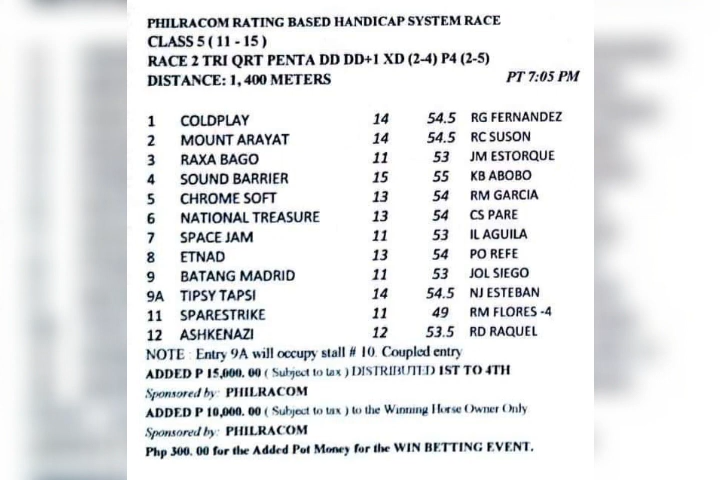 PHILRACOM RATING BASED HANDICAP SYSTEM RACE
CLASS 5 ( 11 - 15 )
RACE 2 TRI QRT PENTA DD DD+1 XD (2-4) P4 (2-5)
DISTANCE: 1, 400 METERS PT 7:05 PM
1 COLDPLAY 14 54.5 RG FERNANDEZ
2 MOUNT ARAYAT 14 54.5 RC SUSON
3 RAXA BAGO 11 53 JM ESTORQUE
4 SOUND BARRIER 15 55 KB ABOBO
5 CHROME SOFT 13 54 RM GARCIA
6 NATIONAL TREASURE 13 54 CS PARE
7 SPACE JAM 11 53 IL AGUILA
8 ETNAD 13 54 PO REFE
9 BATANG MADRID 11 53 JOL SIEGO
9A TIPSY TAPSI 14 54.5 NJ ESTEBAN
11 SPARESTRIKE 11 49 RM FLORES -4
12 ASHKENAZI 12 53.5 RD RAQUEL
NOTE : Entry 9A will occupy stall # 10. Coupled entry
ADDED P 15,000. 00 ( Subject to tax ) DISTRIBUTED 1ST TO 4TH
Sponsored by: PHILRACOM
ADDED P 10,000. 00 ( Subject to tax ) to the Winning Horse Owner Only
Sponsored by: PHILRACOM
Php 300. 00 for the Added Pot Money for the WIN BETTING EVENT.